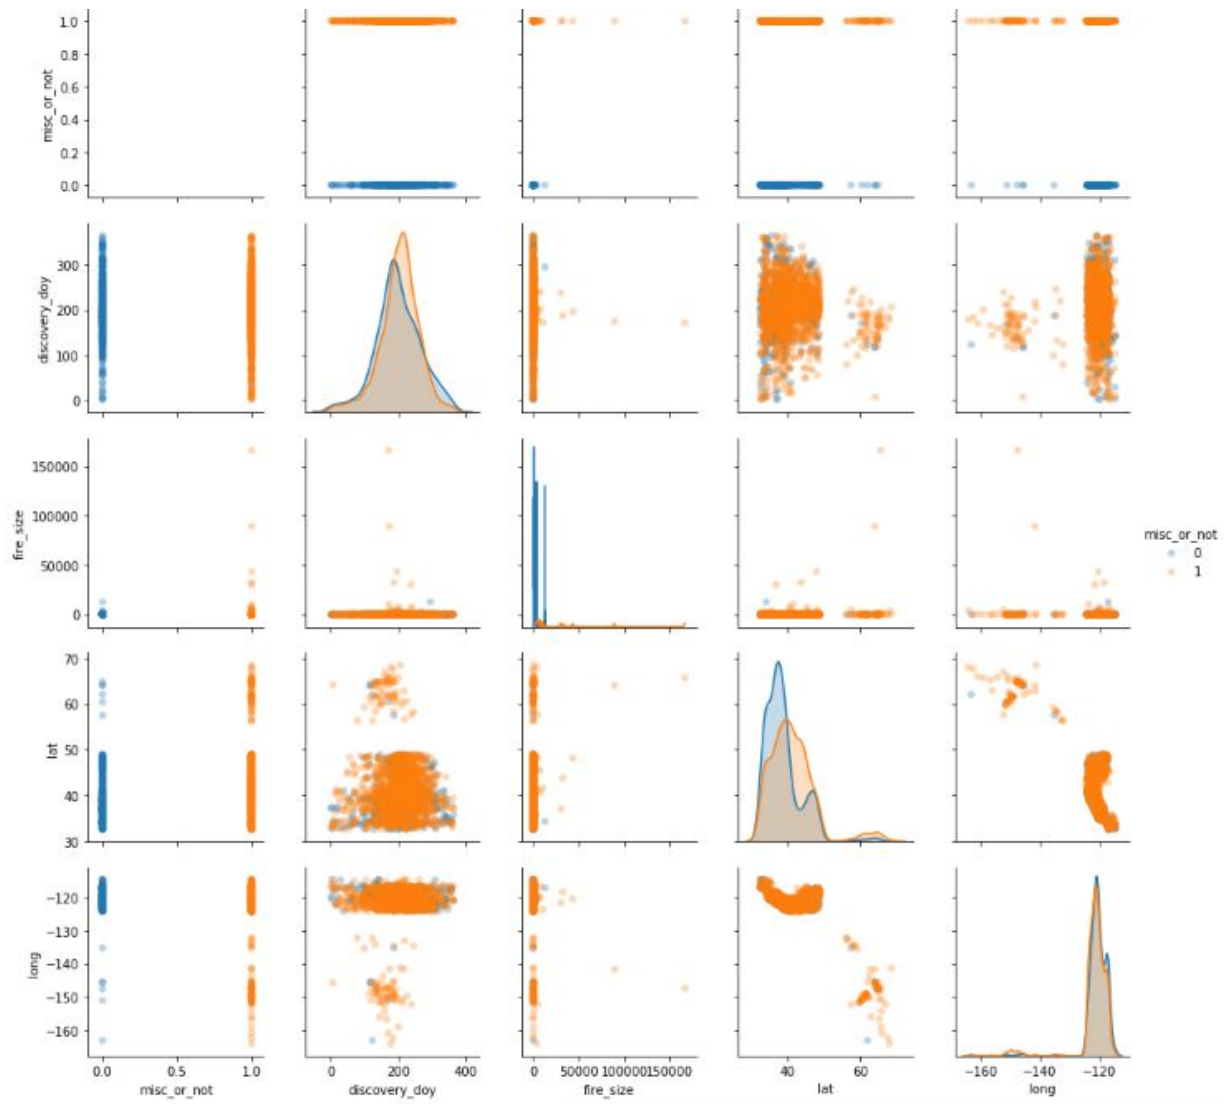 1.0
0.8
0.6
0.4
0.2
0.0
misc_or_not
300
200
100
0
discovery_doy
150000
100000
50000
0
fire_size
misc_or_not
0
1
70
60
50
40
30
lat
−120
−130
−140
−150
−160
long
0.0 0.5 1.0
misc_or_not
0 200 400
discovery_doy
0 50000 100000 150000
fire_size
40 60
lat
−160 −140 −120
long